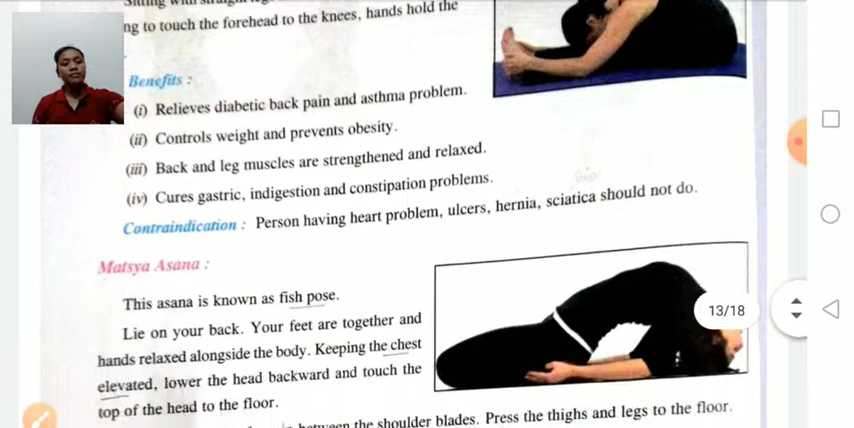 ng to touch the forehead to the knees, hands hold the
Benefits :
(i) Relieves diabetic back pain and asthma problem.
(ii) Controls weight and prevents obesity.
(iii) Back and leg muscles are strengthened and relaxed.
(iv) Cures gastric, indigestion and constipation problems.
Contraindication : Person having heart problem, ulcers, hernia, sciatica should not do.
Matsya Asana :
This asana is known as fish pose.
Lie on your back. Your feet are together and
hands relaxed alongside the body. Keeping the chest
elevated, lower the head backward and touch the
top of the head to the floor.
between the shoulder blades. Press the thighs and legs to the floor.
13/18